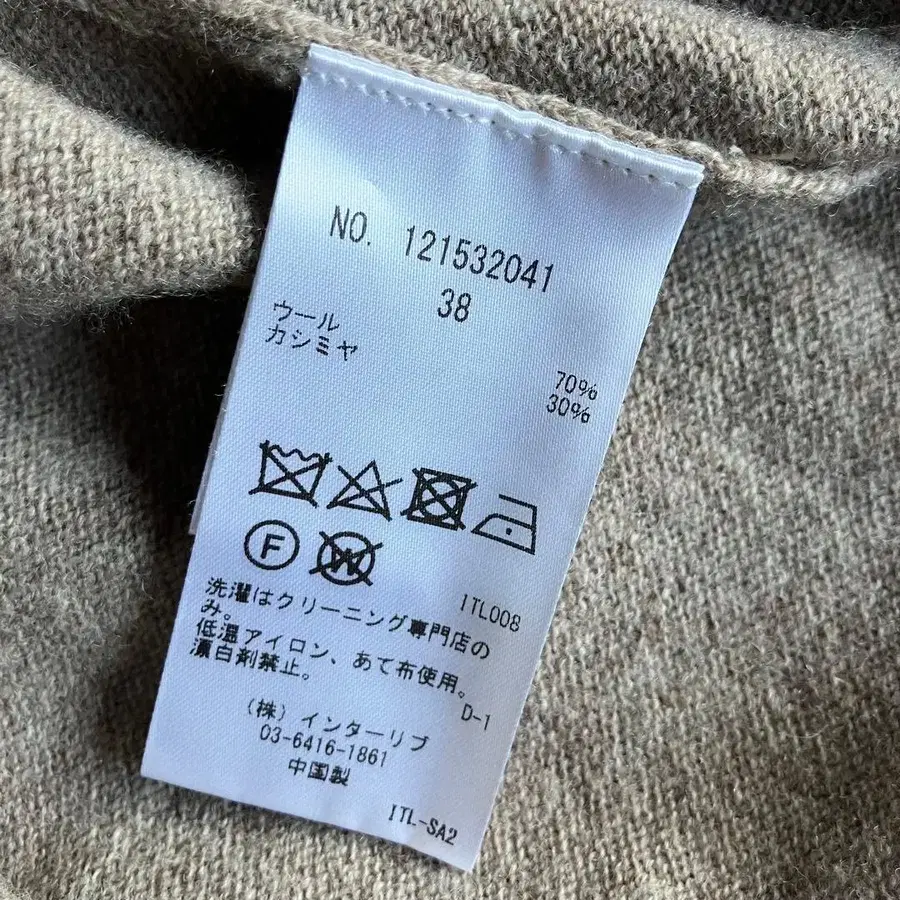 NO. 121532041
38
ウール 70%
カシミヤ 30%
F W
ITL008
洗濯はクリーニング専門店の
み。
低温アイロン、あて布使用。
漂白剤禁止。
D-1
(株)インターリブ
03-6416-1861
中国製
ITL-SA2